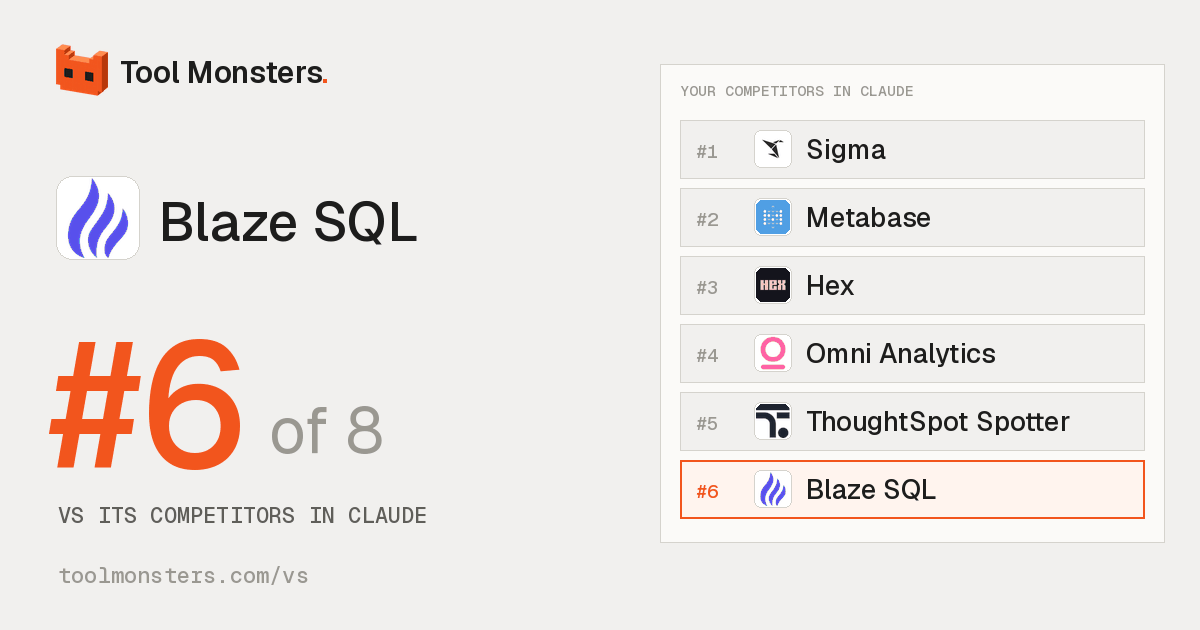 Tool Monsters.
Blaze SQL
#6 of 8
VS ITS COMPETITORS IN CLAUDE
toolmonsters.com/vs
YOUR COMPETITORS IN CLAUDE
#1 Sigma
#2 Metabase
#3 HEX Hex
#4 Omni Analytics
#5 ThoughtSpot Spotter
#6 Blaze SQL